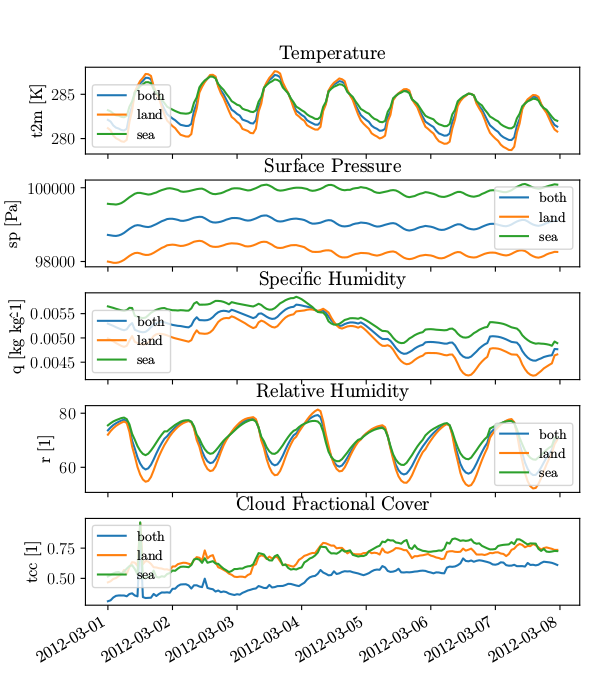 Temperature
t2m [K]
285
280
both
land
sea
Surface Pressure
sp [Pa]
100000
98000
both
land
sea
Specific Humidity
q [kg kg-1]
0.0055
0.0050
0.0045
both
land
sea
Relative Humidity
r [1]
80
60
both
land
sea
Cloud Fractional Cover
tcc [1]
0.75
0.50
both
land
sea
2012-03-01
2012-03-02
2012-03-03
2012-03-04
2012-03-05
2012-03-06
2012-03-07
2012-03-08